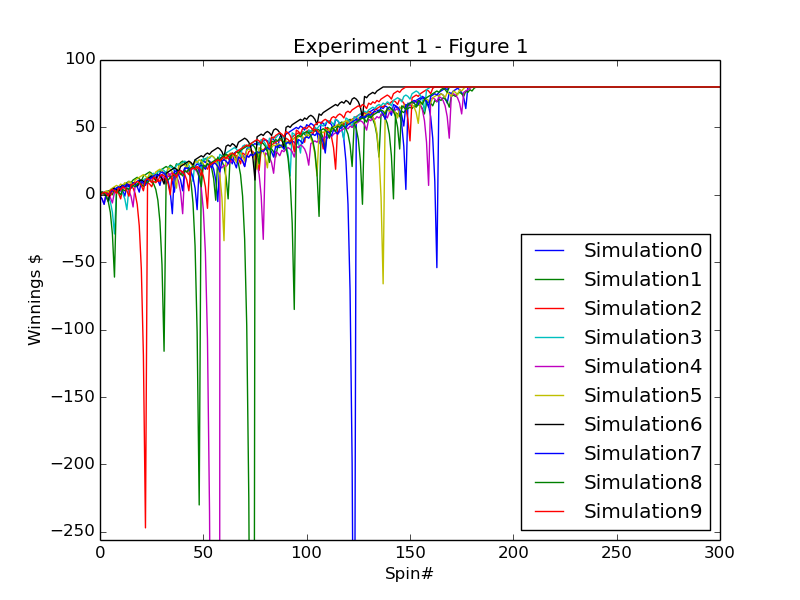 Experiment 1 - Figure 1
100
50
0
−50
−100
−150
−200
−250
Winnings $
Simulation0
Simulation1
Simulation2
Simulation3
Simulation4
Simulation5
Simulation6
Simulation7
Simulation8
Simulation9
0 50 100 150 200 250 300
Spin#